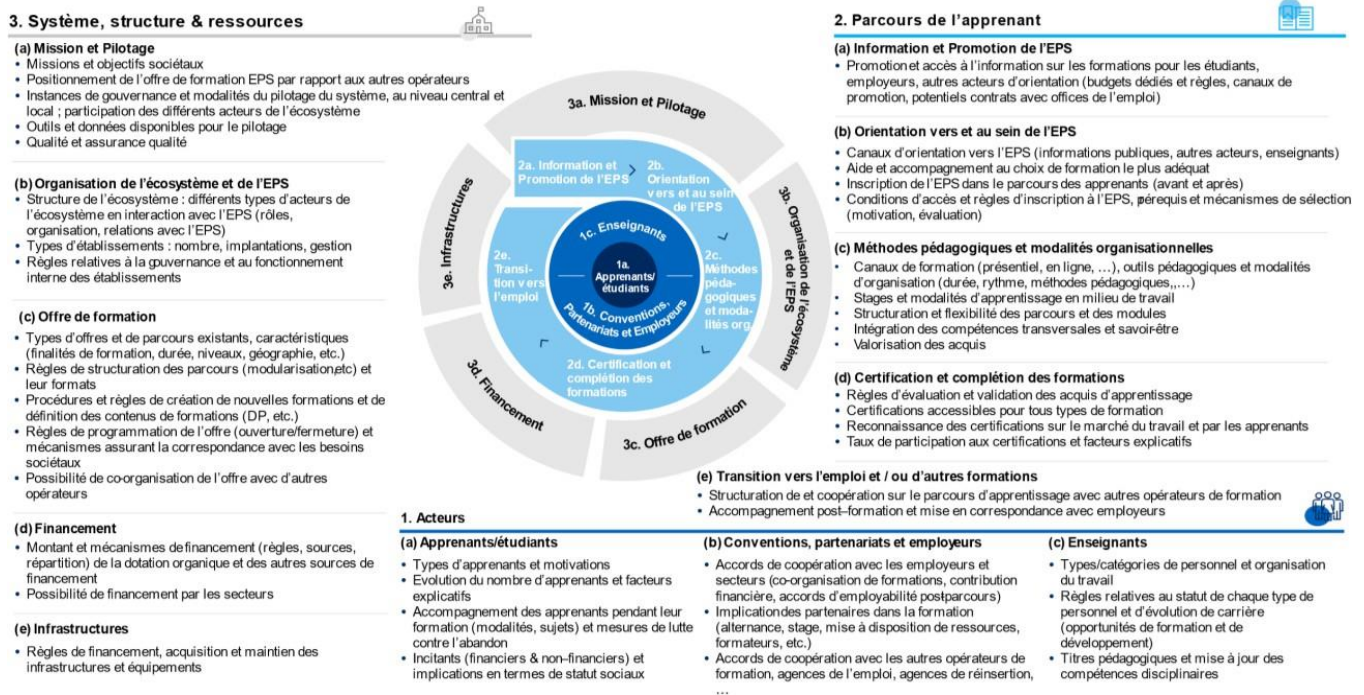 3. Système, structure & ressources
(a) Mission et Pilotage
• Missions et objectifs sociétaux
• Positionnement de l'offre de formation EPS par rapport aux autres opérateurs
• Instances de gouvernance et modalités du pilotage du système, au niveau central et
local ; participation des différents acteurs de l'écosystème
• Outils et données disponibles pour le pilotage
• Qualité et assurance qualité
(b) Organisation de l'écosystème et de l'EPS
• Structure de l'écosystème : différents types d'acteurs de
l'écosystème en interaction avec l'EPS (rôles,
organisation, relations avec l'EPS)
• Types d'établissements : nombre, implantations, gestion
• Règles relatives à la gouvernance et au fonctionnement
interne des établissements
(c) Offre de formation
• Types d'offres et de parcours existants, caractéristiques
(finalités de formation, durée, niveaux, géographie, etc.)
• Règles de structuration des parcours (modularisation,etc) et
leur formats
• Procédures et règles de création de nouvelles formations et de
définition des contenus de formations (DP, etc.)
• Règles de programmation de l'offre (ouverture/fermeture) et
mécanismes assurant la correspondance avec les besoins
sociétaux
• Possibilité de co-organisation de l'offre avec d'autres
opérateurs
(d) Financement
• Montant et mécanismes de financement (règles, sources,
répartition) de la dotation organique et des autres sources de
financement
• Possibilité de financement par les secteurs
(e) Infrastructures
• Règles de financement, acquisition et maintien des
infrastructures et équipements
3a. Mission et Pilotage
3b. Organisation de l'écosystème
et de l'EPS
3c. Offre de formation
3d. Financement
3e. Infrastructures
2a. Information et
Promotion de l'EPS
2b.
Orientation
vers et au sein
de l'EPS
2c.
Méthodes
péda-
gogiques
et moda-
lités org.
2d. Certification et
complétion des
formations
2e.
Transi-
tion vers
l'emploi
1c. Enseignants
1a.
Apprenants/
étudiants
1b. Conventions,
Partenariats et Employeurs
2. Parcours de l'apprenant
(a) Information et Promotion de l'EPS
• Promotion et accès à l'information sur les formations pour les étudiants,
employeurs, autres acteurs d'orientation (budgets dédiés et règles, canaux de
promotion, potentiels contrats avec offices de l'emploi)
(b) Orientation vers et au sein de l'EPS
• Canaux d'orientation vers l'EPS (informations publiques, autres acteurs, enseignants)
• Aide et accompagnement au choix de formation le plus adéquat
• Inscription de l'EPS dans le parcours des apprenants (avant et après)
• Conditions d'accès et règles d'inscription à l'EPS, prérequis et mécanismes de sélection
(motivation, évaluation)
(c) Méthodes pédagogiques et modalités organisationnelles
• Canaux de formation (présentiel, en ligne, …), outils pédagogiques et modalités
d'organisation (durée, rythme, méthodes pédagogiques,,…)
• Stages et modalités d'apprentissage en milieu de travail
• Structuration et flexibilité des parcours et des modules
• Intégration des compétences transversales et savoir-être
• Valorisation des acquis
(d) Certification et complétion des formations
• Règles d'évaluation et validation des acquis d'apprentissage
• Certifications accessibles pour tous types de formation
• Reconnaissance des certifications sur le marché du travail et par les apprenants
• Taux de participation aux certifications et facteurs explicatifs
(e) Transition vers l'emploi et / ou d'autres formations
• Structuration de et coopération sur le parcours d'apprentissage avec autres opérateurs de formation
• Accompagnement post–formation et mise en correspondance avec employeurs
1. Acteurs
(a) Apprenants/étudiants
• Types d'apprenants et motivations
• Evolution du nombre d'apprenants et facteurs
explicatifs
• Accompagnement des apprenants pendant leur
formation (modalités, sujets) et mesures de lutte
contre l'abandon
• Incitants (financiers & non–financiers) et
implications en termes de statut sociaux
(b) Conventions, partenariats et employeurs
• Accords de coopération avec les employeurs et
secteurs (co-organisation de formations, contribution
financière, accords d'employabilité post-parcours)
• Implication des partenaires dans la formation
(alternance, stage, mise à disposition de ressources,
formateurs, etc.)
• Accords de coopération avec les autres opérateurs de
formation, agences de l'emploi, agences de réinsertion,
…
(c) Enseignants
• Types/catégories de personnel et organisation
du travail
• Règles relatives au statut de chaque type de
personnel et d'évolution de carrière
(opportunités de formation et de
développement)
• Titres pédagogiques et mise à jour des
compétences disciplinaires